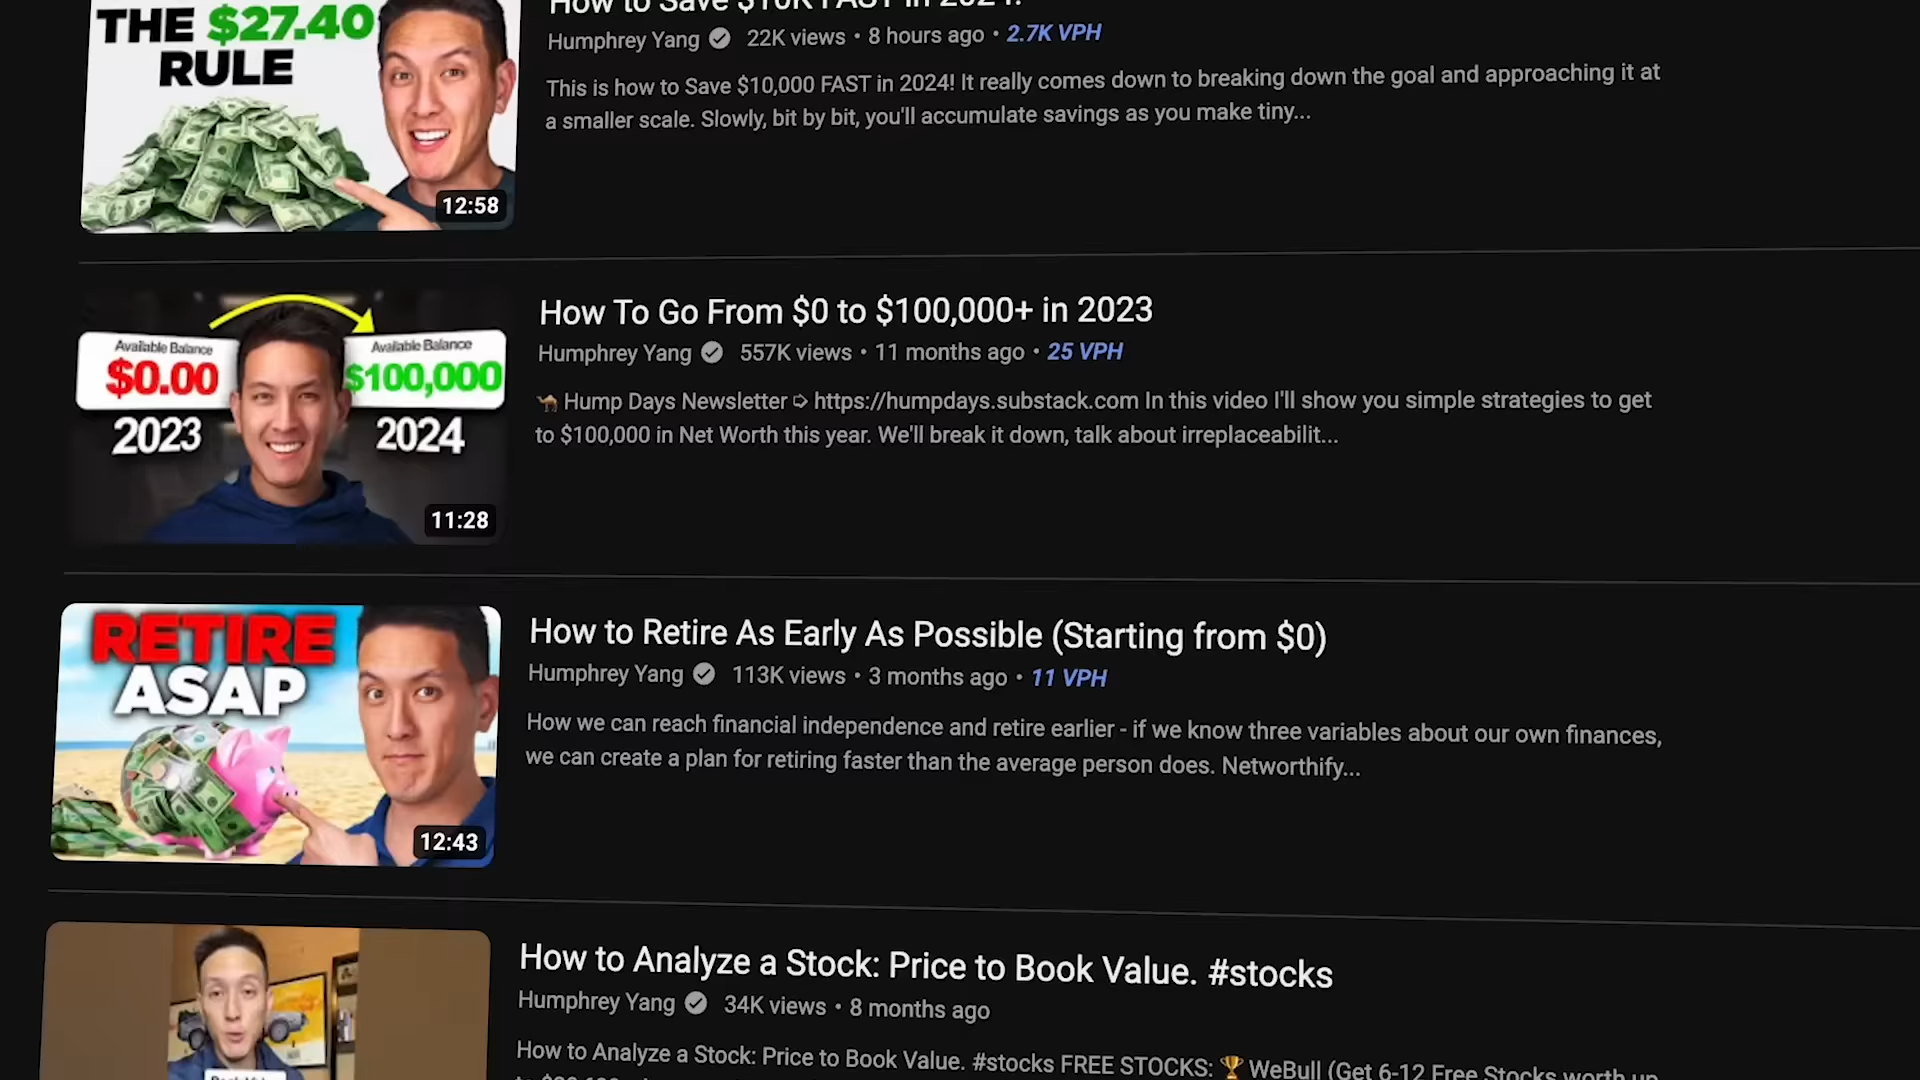 THE $27.40
RULE
12:58
How to Save $10K FAST in 2024!
Humphrey Yang 22K views • 8 hours ago • 2.7K VPH
This is how to Save $10,000 FAST in 2024! It really comes down to breaking down the goal and approaching it at
a smaller scale. Slowly, bit by bit, you'll accumulate savings as you make tiny...
Available Balance
$0.00
2023
Available Balance
$100,000
2024
11:28
How To Go From $0 to $100,000+ in 2023
Humphrey Yang 557K views • 11 months ago • 25 VPH
🐪 Hump Days Newsletter ➪ https://humpdays.substack.com In this video I'll show you simple strategies to get
to $100,000 in Net Worth this year. We'll break it down, talk about irreplaceabilit...
RETIRE
ASAP
12:43
How to Retire As Early As Possible (Starting from $0)
Humphrey Yang 113K views • 3 months ago • 11 VPH
How we can reach financial independence and retire earlier - if we know three variables about our own finances,
we can create a plan for retiring faster than the average person does. Networthify...
How to Analyze a Stock: Price to Book Value. #stocks
Humphrey Yang 34K views • 8 months ago
How to Analyze a Stock: Price to Book Value. #stocks FREE STOCKS: 🏆 WeBull (Get 6-12 Free Stocks worth up